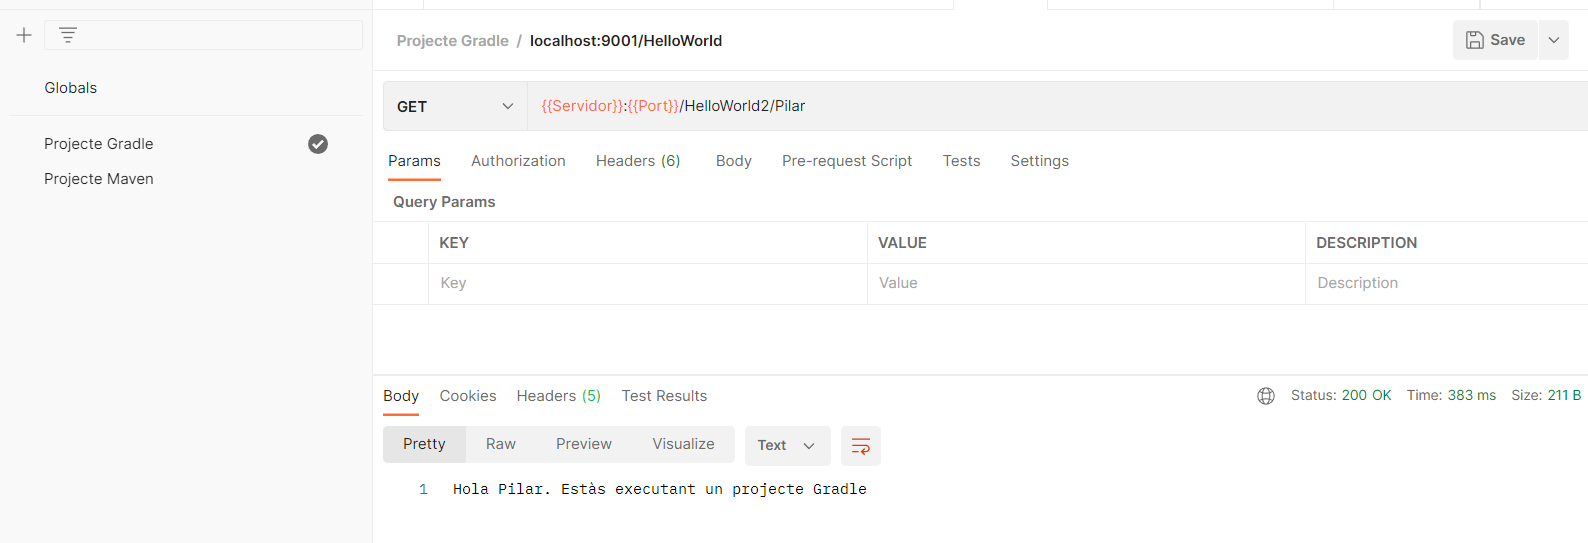 Globals
Projecte Gradle
Projecte Maven
Projecte Gradle / localhost:9001/HelloWorld
Save
GET
{{Servidor}}:{{Port}}/HelloWorld2/Pilar
Params Authorization Headers (6) Body Pre-request Script Tests Settings
Query Params
KEY VALUE DESCRIPTION
Key Value Description
Body Cookies Headers (5) Test Results
Status: 200 OK Time: 383 ms Size: 211 B
Pretty Raw Preview Visualize Text
1 Hola Pilar. Estàs executant un projecte Gradle